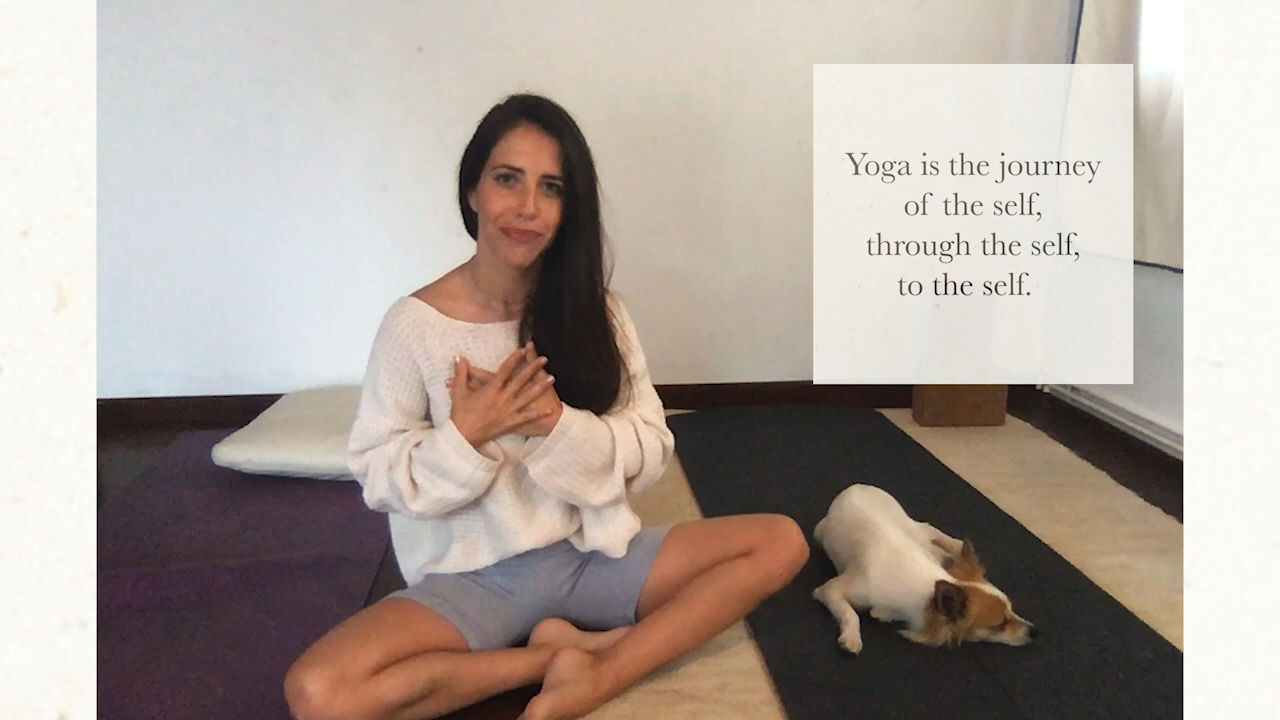 Yoga is the journey
of the self,
through the self,
to the self.